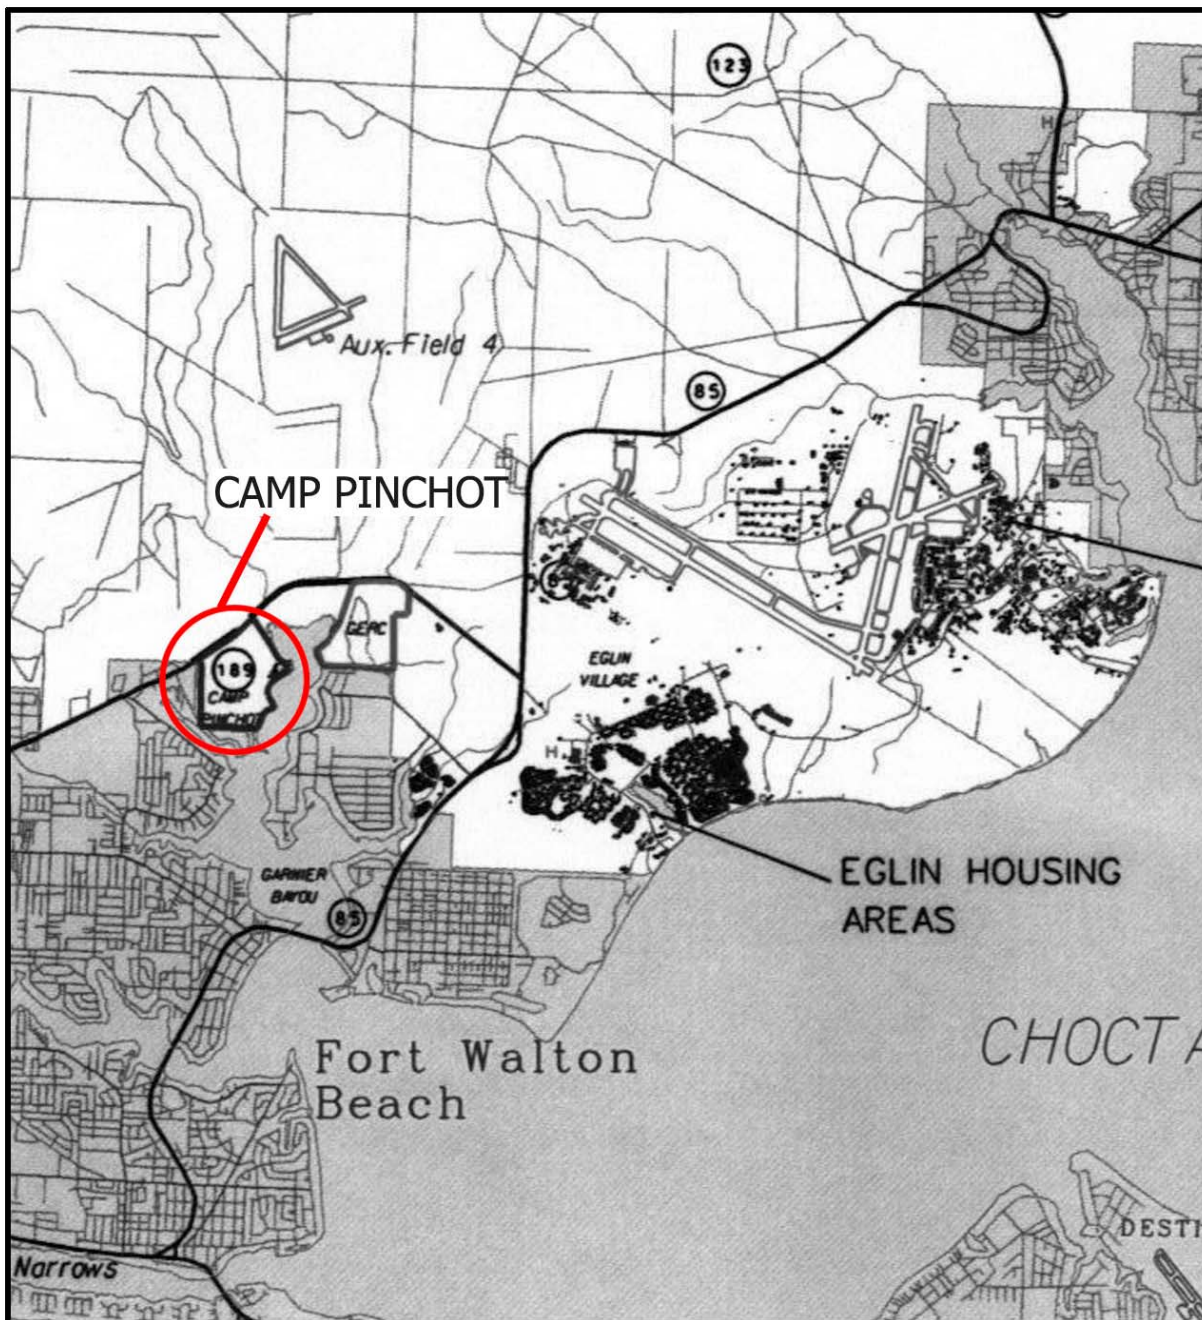 123
H
Aux. Field 4
85
CAMP PINCHOT
GERC
189
CAMP
PINCHOT
EGLIN
VILLAGE
H
EGLIN HOUSING
AREAS
GARNIER
BAYOU
85
CHOCTA
Fort Walton
Beach
DESTI
Narrows